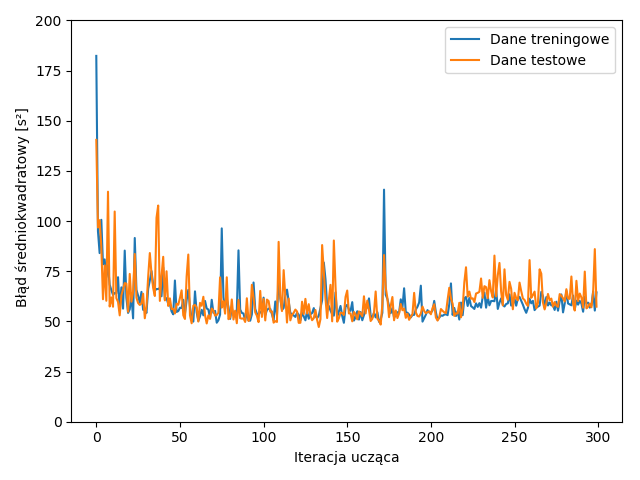 200
175
150
125
100
75
50
25
0
Błąd średniokwadratowy [s²]
Dane treningowe
Dane testowe
0 50 100 150 200 250 300
Iteracja ucząca